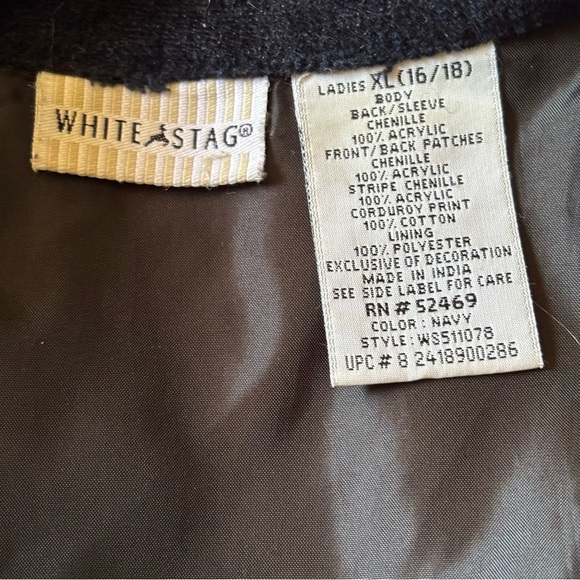 WHITE STAG®
LADIES XL(16/18)
BODY
BACK/SLEEVE
CHENILLE
100% ACRYLIC
FRONT/BACK PATCHES
CHENILLE
100% ACRYLIC
STRIPE CHENILLE
100% ACRYLIC
CORDUROY PRINT
100% COTTON
LINING
100% POLYESTER
EXCLUSIVE OF DECORATION
MADE IN INDIA
SEE SIDE LABEL FOR CARE
RN # 52469
COLOR : NAVY
STYLE : WS511078
UPC # 8 2418900286